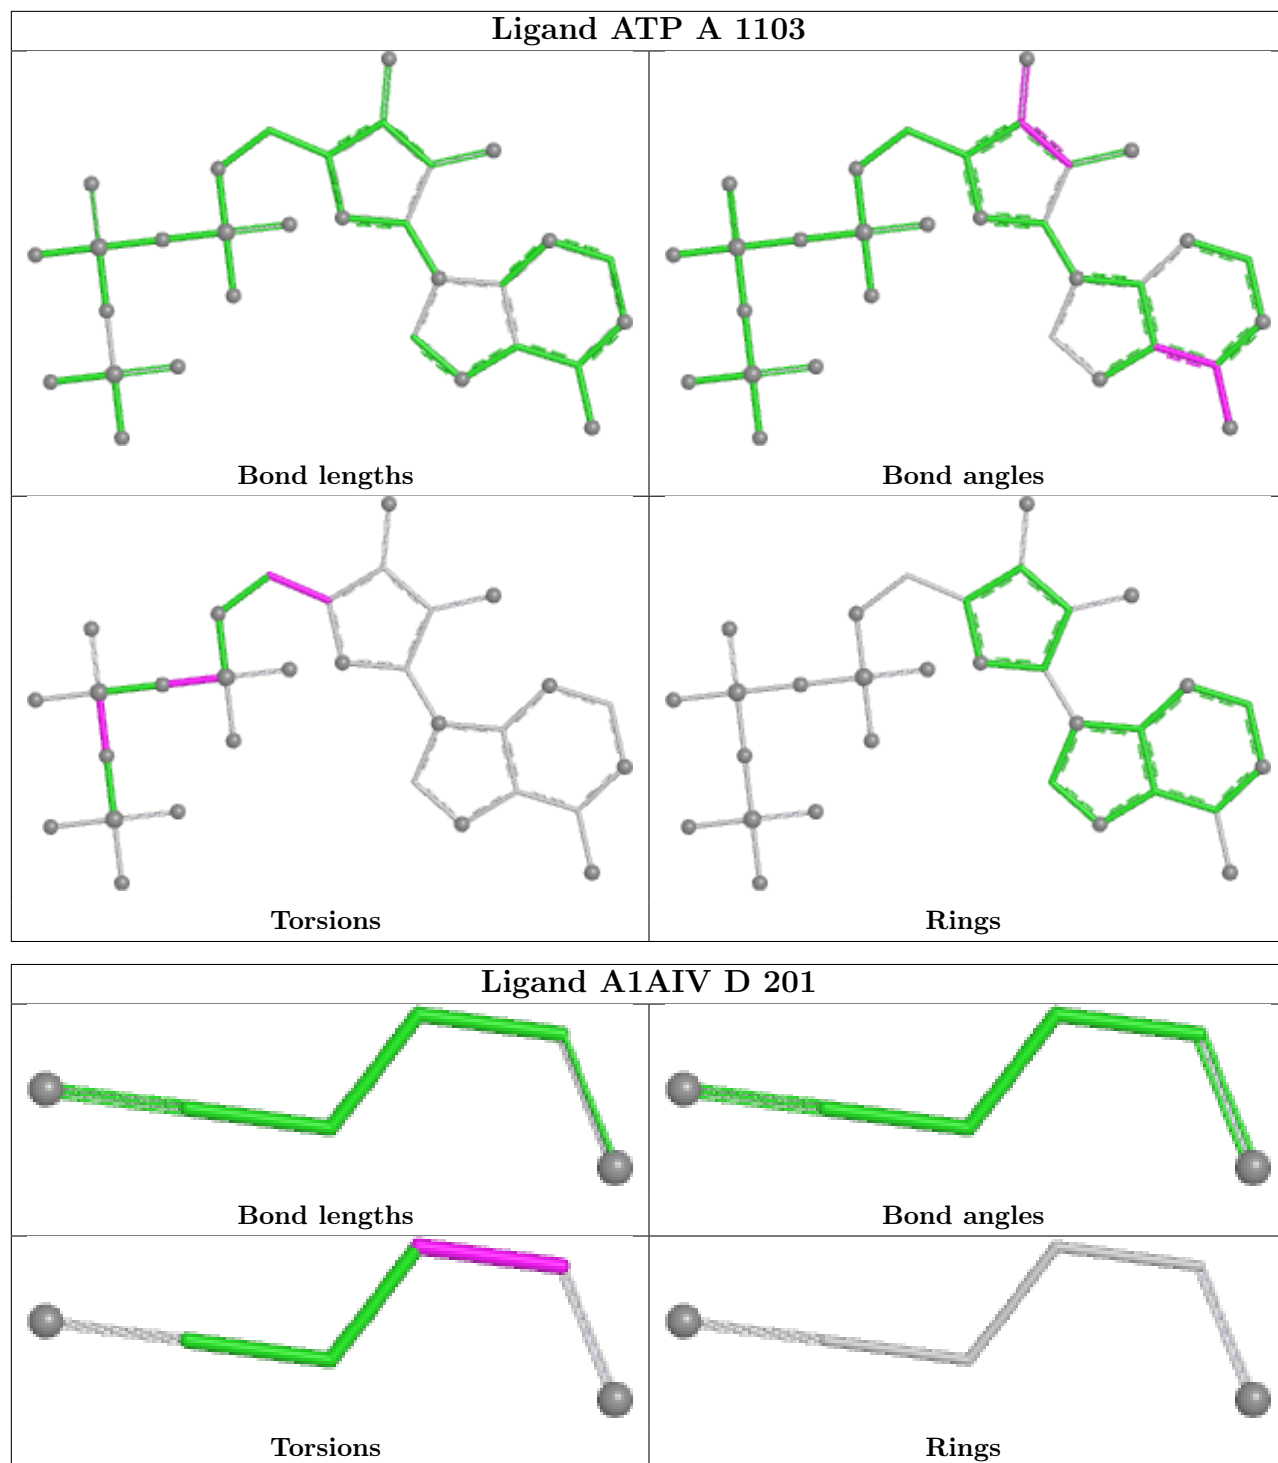 Ligand ATP A 1103
Bond lengths
Bond angles
Torsions
Rings
Ligand A1AIV D 201
Bond lengths
Bond angles
Torsions
Rings